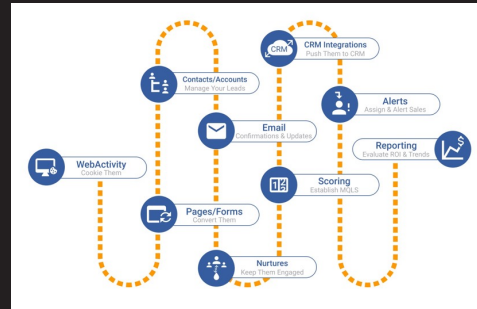 WebActivity
Cookie Them
Pages/Forms
Convert Them
Contacts/Accounts
Manage Your Leads
Email
Confirmations & Updates
Nurtures
Keep Them Engaged
Scoring
Establish MQLS
CRM
CRM Integrations
Push Them to CRM
Alerts
Assign & Alert Sales
Reporting
Evaluate ROI & Trends